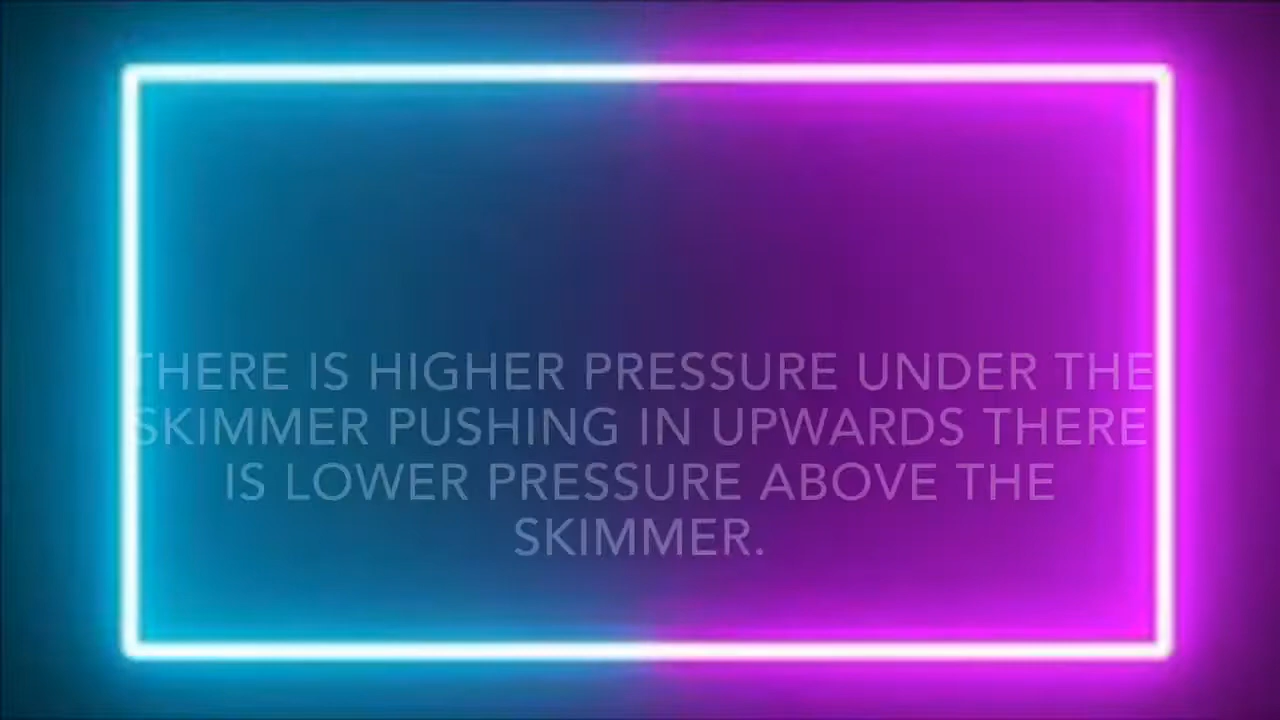 THERE IS HIGHER PRESSURE UNDER THE
SKIMMER PUSHING IN UPWARDS THERE
IS LOWER PRESSURE ABOVE THE
SKIMMER.